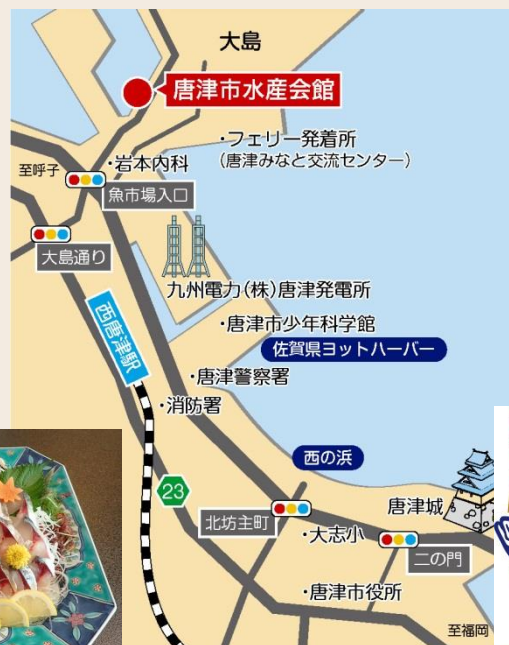 大島
唐津市水産会館
・フェリー発着所
(唐津みなと交流センター)
・岩本内科
至呼子
魚市場入口
大島通り
九州電力(株)唐津発電所
・唐津市少年科学館
佐賀県ヨットハーバー
西唐津駅
・唐津警察署
・消防署
西の浜
23
唐津城
北坊主町
・大志小
二の門
・唐津市役所
至福岡